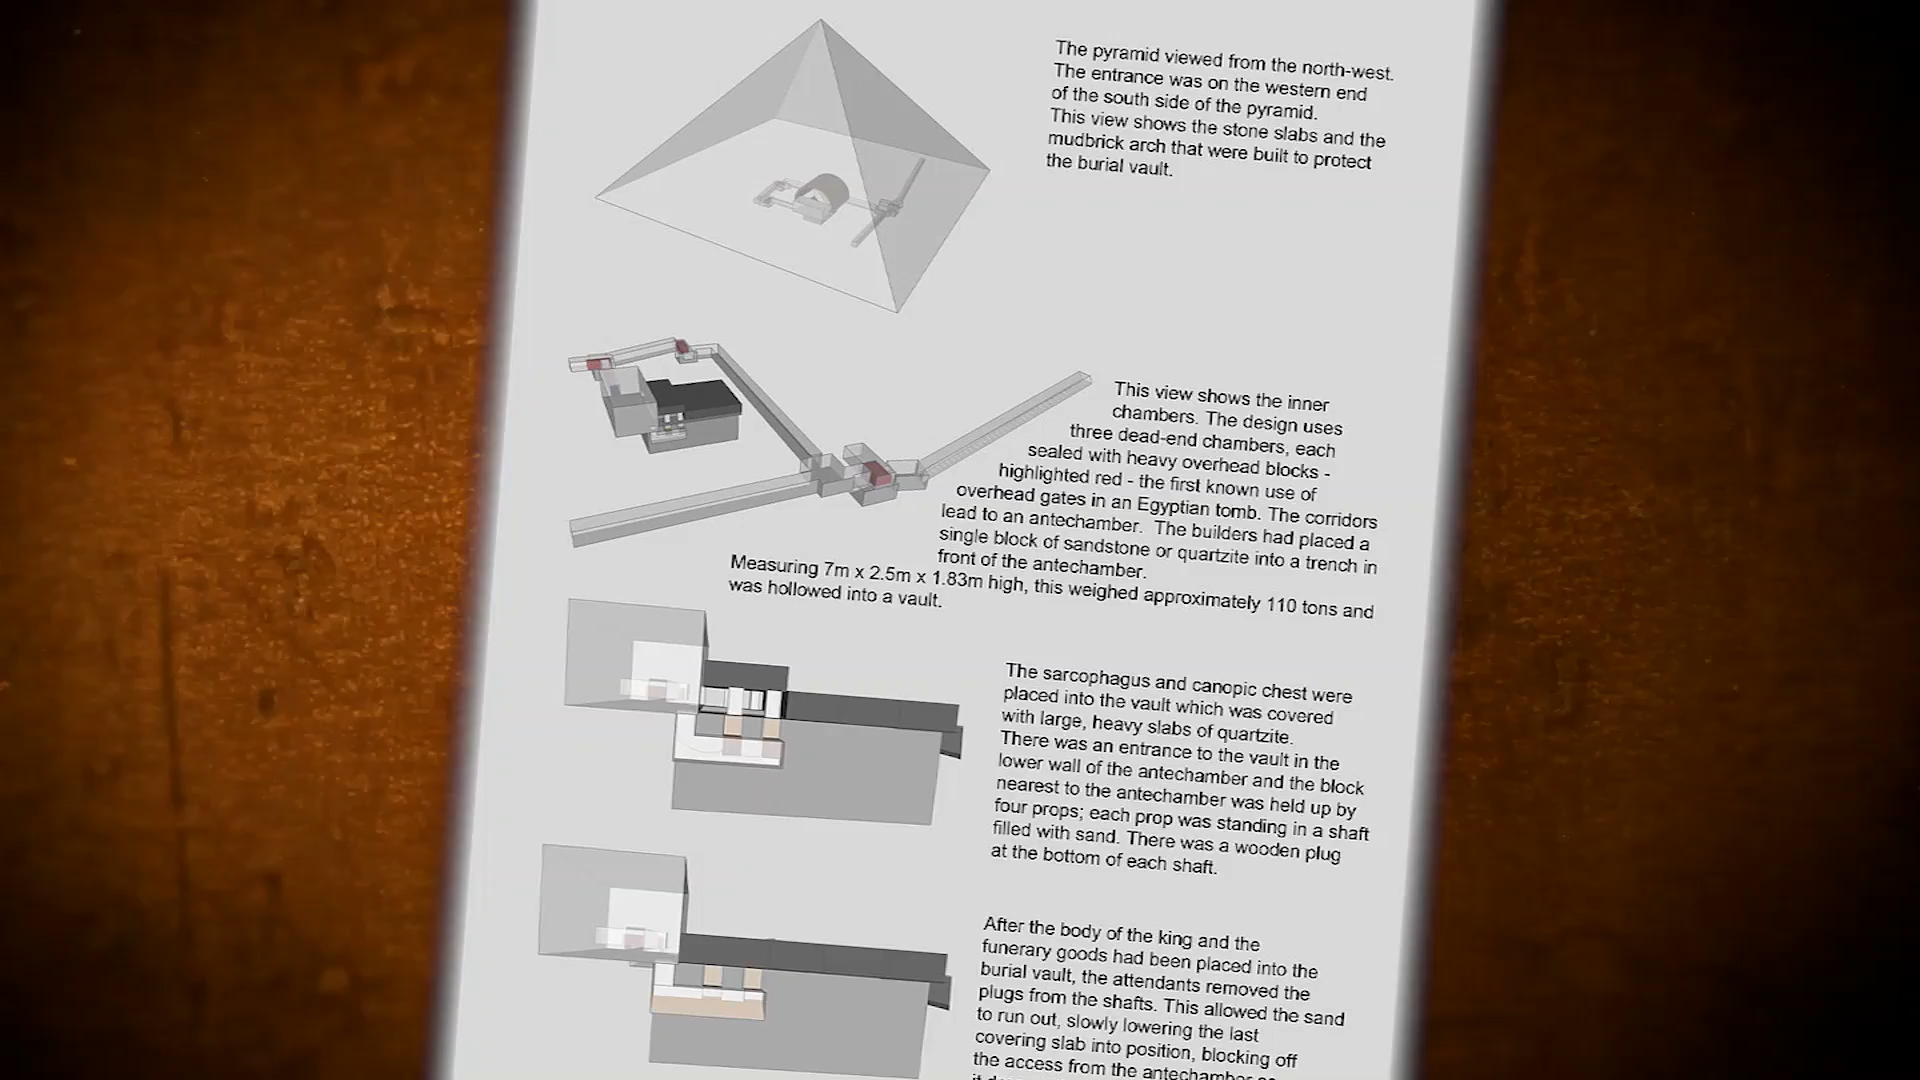 The pyramid viewed from the north-west.
The entrance was on the western end
of the south side of the pyramid.
This view shows the stone slabs and the
mudbrick arch that were built to protect
the burial vault.
This view shows the inner
chambers. The design uses
three dead-end chambers, each
sealed with heavy overhead blocks -
highlighted red - the first known use of
overhead gates in an Egyptian tomb. The corridors
lead to an antechamber. The builders had placed a
single block of sandstone or quartzite into a trench in
front of the antechamber.
Measuring 7m x 2.5m x 1.83m high, this weighed approximately 110 tons and
was hollowed into a vault.
The sarcophagus and canopic chest were
placed into the vault which was covered
with large, heavy slabs of quartzite.
There was an entrance to the vault in the
lower wall of the antechamber and the block
nearest to the antechamber was held up by
four props; each prop was standing in a shaft
filled with sand. There was a wooden plug
at the bottom of each shaft.
After the body of the king and the
funerary goods had been placed into the
burial vault, the attendants removed the
plugs from the shafts. This allowed the sand
to run out, slowly lowering the last
covering slab into position, blocking off
the access from the antechamber